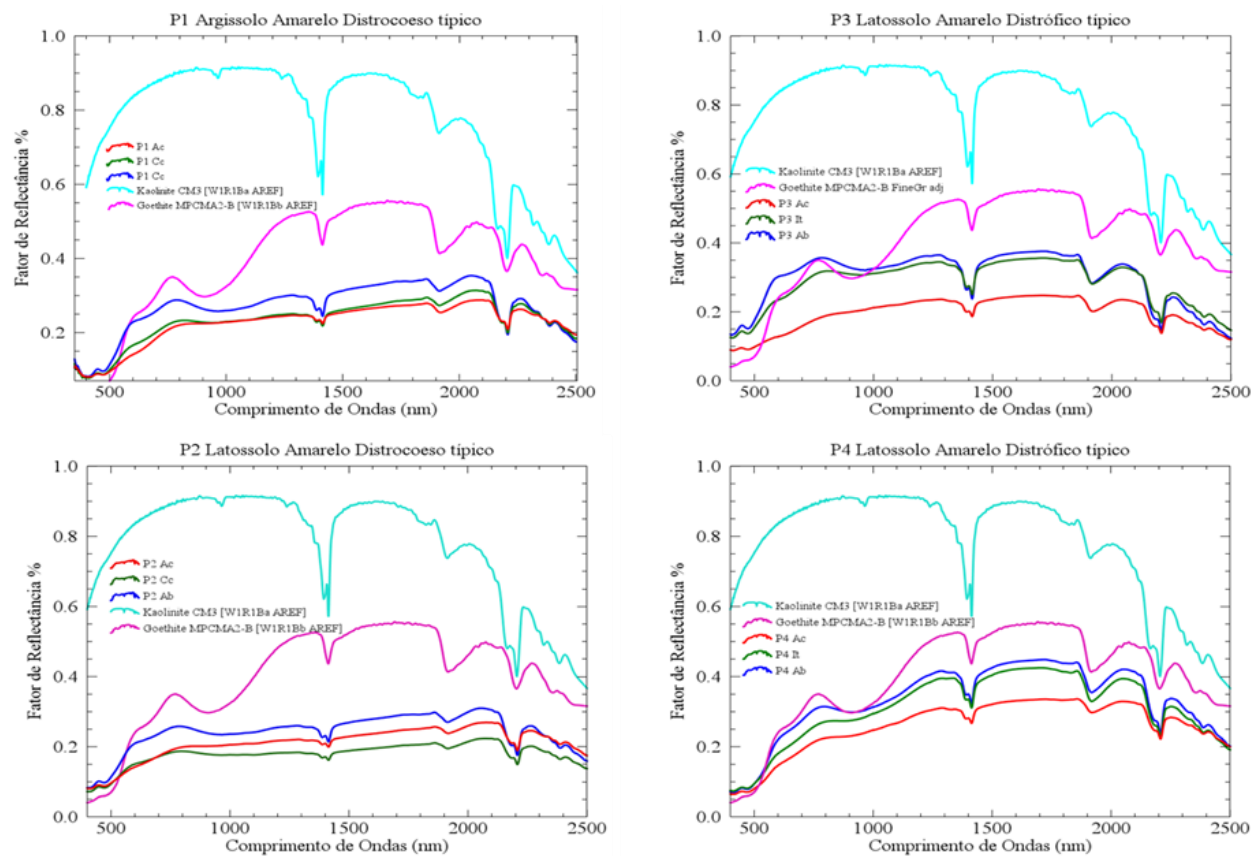 P1 Argissolo Amarelo Distrocoeso típico
Fator de Reflectância %
1.0
0.8
0.6
0.4
0.2
P1 Ac
P1 Cc
P1 Cc
Kaolinite CM3 [W1R1Ba AREF]
Goethite MPCMA2-B [W1R1Bb AREF]
500
1000
1500
2000
2500
Comprimento de Ondas (nm)
P3 Latossolo Amarelo Distrófico típico
Fator de Reflectância %
1.0
0.8
0.6
0.4
0.2
0.0
Kaolinite CM3 [W1R1Ba AREF]
Goethite MPCMA2-B FineGr adj
P3 Ac
P3 It
P3 Ab
500
1000
1500
2000
2500
Comprimento de Ondas (nm)
P2 Latossolo Amarelo Distrocoeso típico
Fator de Reflectância %
1.0
0.8
0.6
0.4
0.2
0.0
P2 Ac
P2 Cc
P2 Ab
Kaolinite CM3 [W1R1Ba AREF]
Goethite MPCMA2-B [W1R1Bb AREF]
500
1000
1500
2000
2500
Comprimento de Ondas (nm)
P4 Latossolo Amarelo Distrófico típico
Fator de Reflectância %
1.0
0.8
0.6
0.4
0.2
0.0
Kaolinite CM3 [W1R1Ba AREF]
Goethite MPCMA2-B [W1R1Bb AREF]
P4 Ac
P4 It
P4 Ab
500
1000
1500
2000
2500
Comprimento de Ondas (nm)